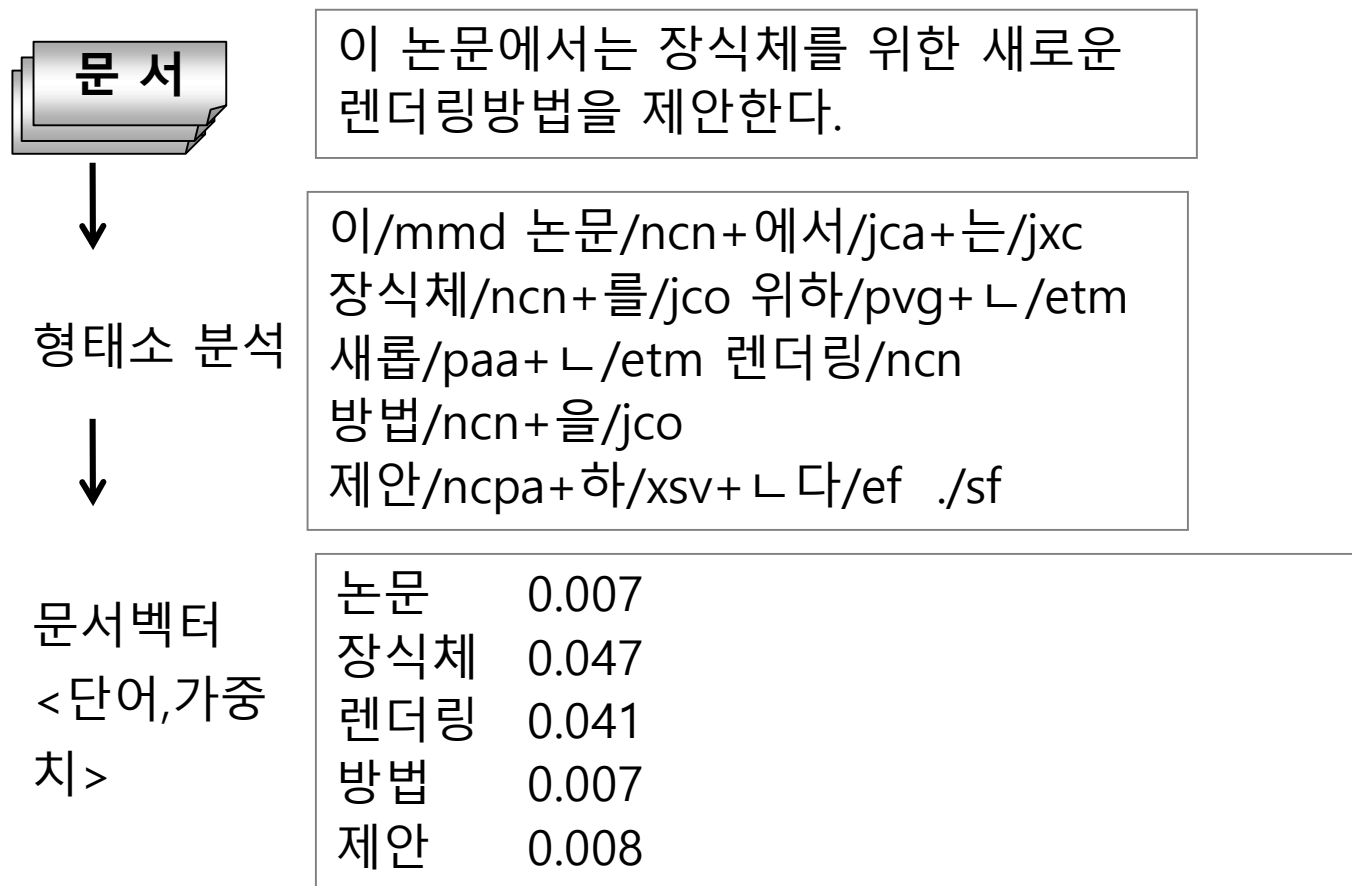 문 서
이 논문에서는 장식체를 위한 새로운
렌더링방법을 제안한다.
형태소 분석
이/mmd 논문/ncn+에서/jca+는/jxc
장식체/ncn+를/jco 위하/pvg+ㄴ/etm
새롭/paa+ㄴ/etm 렌더링/ncn
방법/ncn+을/jco
제안/ncpa+하/xsv+ㄴ다/ef ./sf
문서벡터
<단어,가중
치>
논문 0.007
장식체 0.047
렌더링 0.041
방법 0.007
제안 0.008